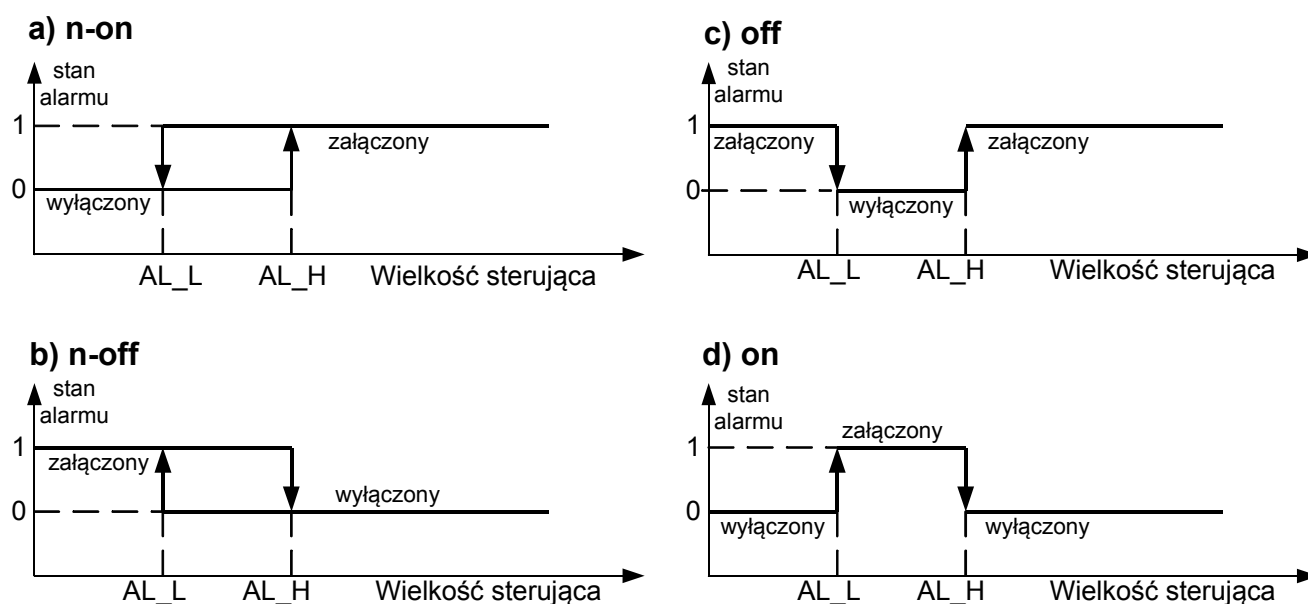 a) n-on
stan
alarmu
1
załączony
0
wyłączony
AL_L
AL_H
Wielkość sterująca
c) off
stan
alarmu
1
załączony
załączony
0
wyłączony
AL_L
AL_H
Wielkość sterująca
b) n-off
stan
alarmu
1
załączony
wyłączony
0
AL_L
AL_H
Wielkość sterująca
d) on
stan
alarmu
załączony
1
0
wyłączony
wyłączony
AL_L
AL_H
Wielkość sterująca